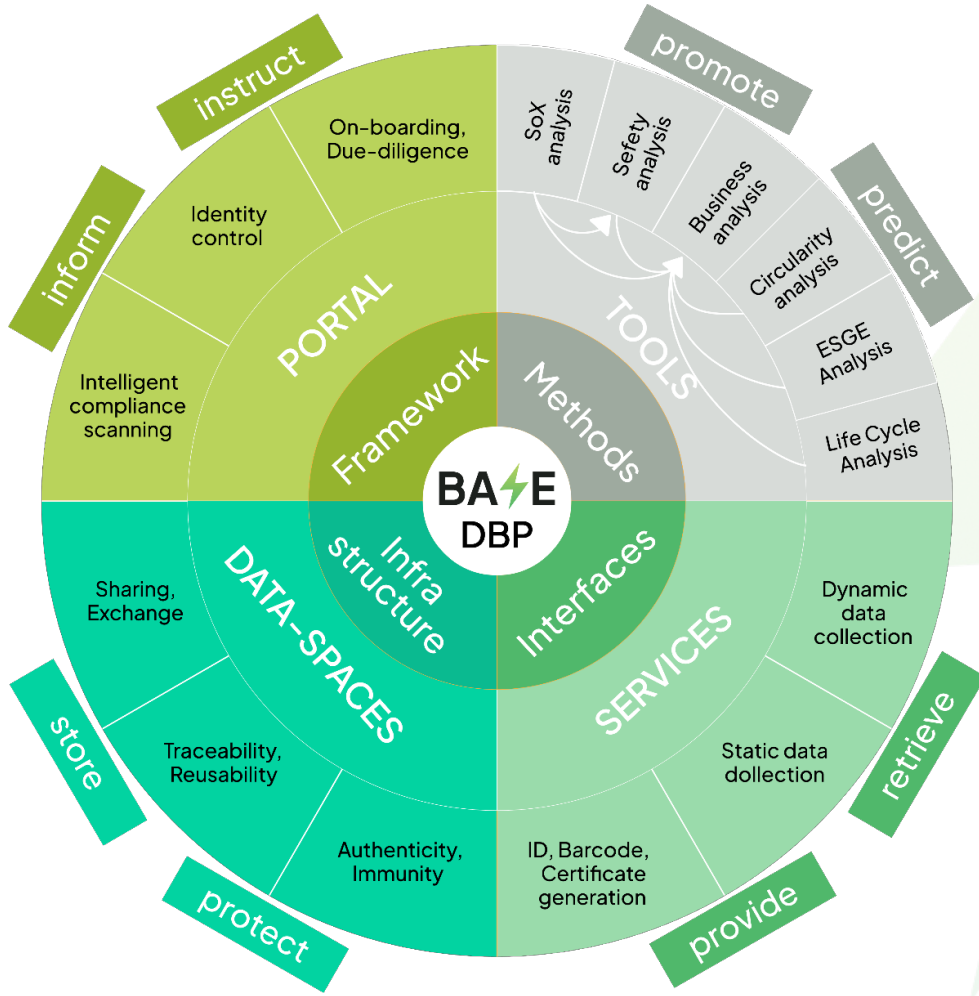 instruct
promote
inform
predict
On-boarding,
Due-diligence
Identity
control
Intelligent
compliance
scanning
PORTAL
Framework
SoX
analysis
Sefety
analysis
Business
analysis
Circularity
analysis
ESGE
Analysis
Life Cycle
Analysis
TOOLS
Methods
BA⚡E
DBP
Infra
structure
DATA-SPACES
Sharing,
Exchange
Traceability,
Reusability
Authenticity,
Immunity
Interfaces
SERVICES
Dynamic
data
collection
Static data
dollection
ID, Barcode,
Certificate
generation
store
protect
retrieve
provide